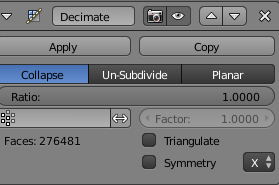 Decimate
Apply Copy
Collapse Un-Subdivide Planar
Ratio: 1.0000
Factor: 1.0000
Faces: 276481 Triangulate
Symmetry X